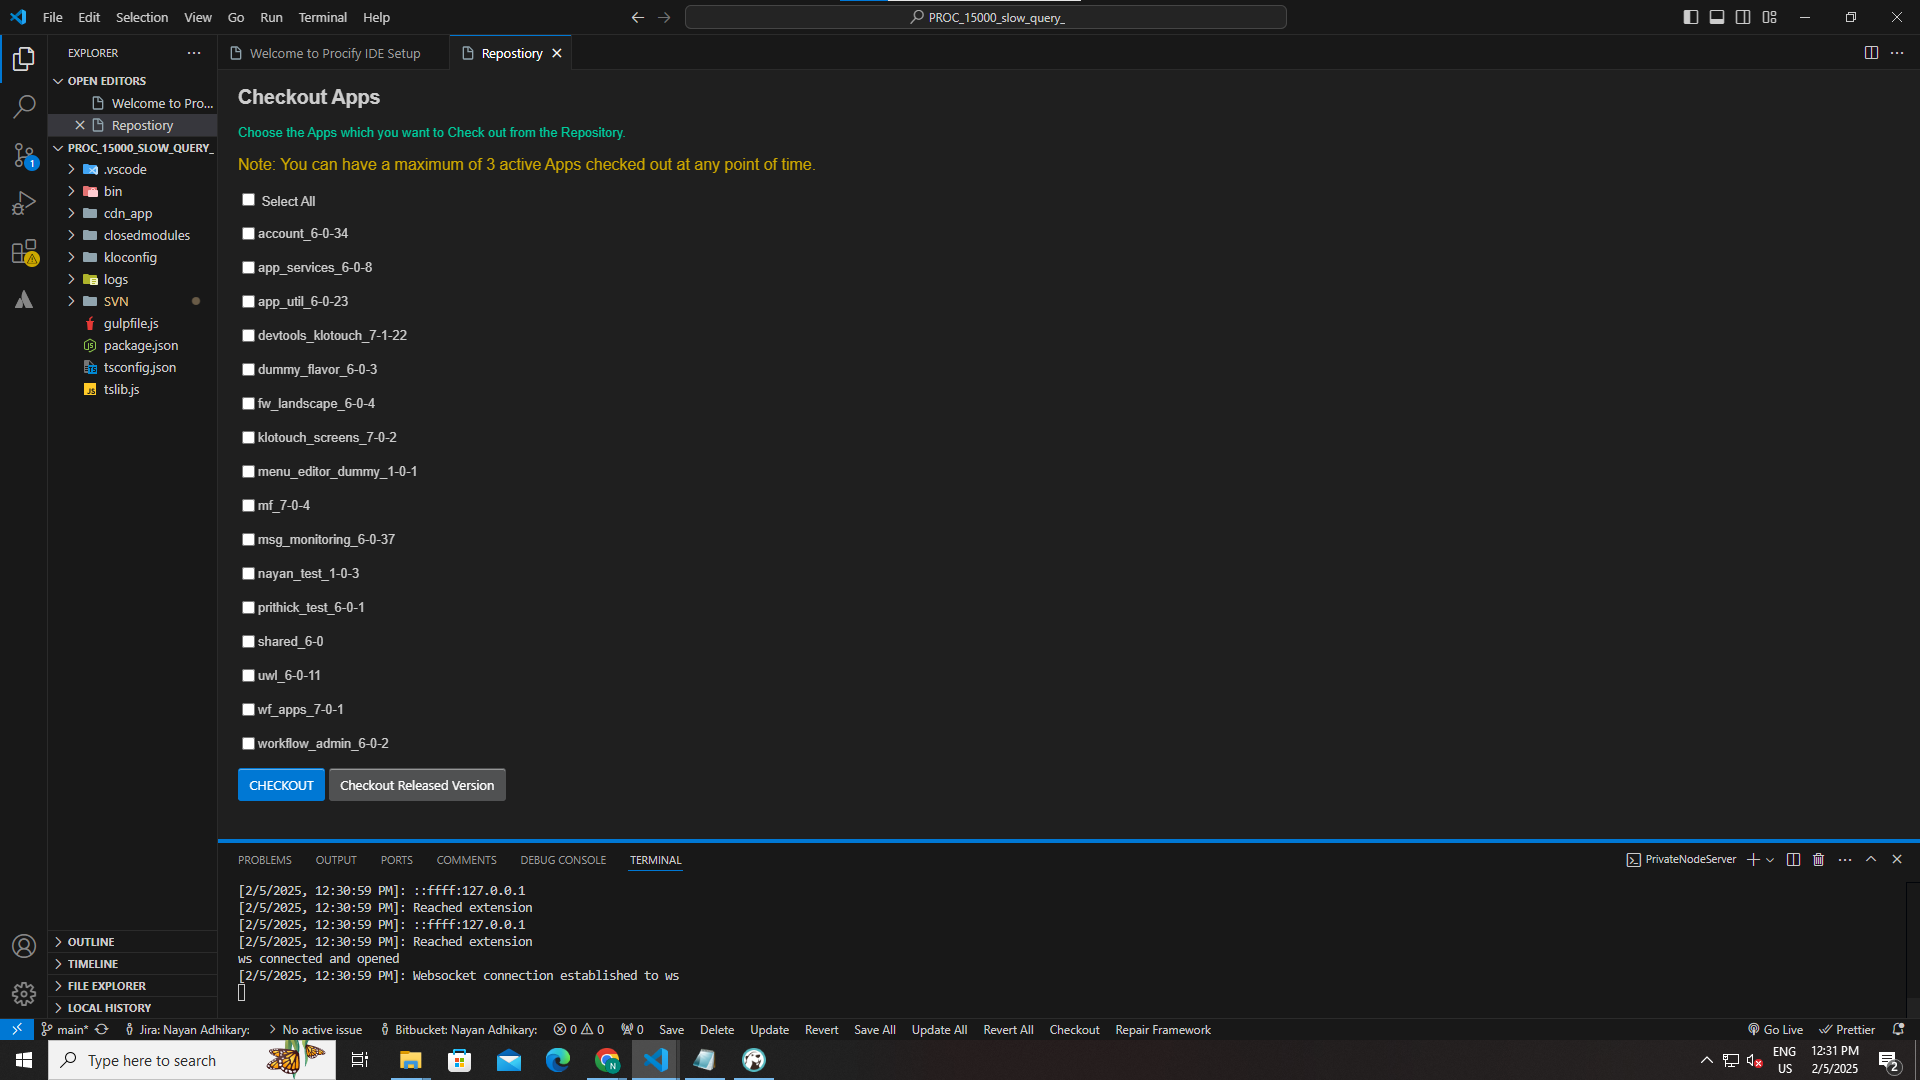 File Edit Selection View Go Run Terminal Help
PROC_15000_slow_query_
EXPLORER
Welcome to Procify IDE Setup
Repostiory
OPEN EDITORS
Welcome to Pro...
Repostiory
PROC_15000_SLOW_QUERY_
.vscode
bin
cdn_app
closedmodules
kloconfig
logs
SVN
gulpfile.js
package.json
tsconfig.json
tslib.js
OUTLINE
TIMELINE
FILE EXPLORER
LOCAL HISTORY
1
Checkout Apps
Choose the Apps which you want to Check out from the Repository.
Note: You can have a maximum of 3 active Apps checked out at any point of time.
Select All
account_6-0-34
app_services_6-0-8
app_util_6-0-23
devtools_klotouch_7-1-22
dummy_flavor_6-0-3
fw_landscape_6-0-4
klotouch_screens_7-0-2
menu_editor_dummy_1-0-1
mf_7-0-4
msg_monitoring_6-0-37
nayan_test_1-0-3
prithick_test_6-0-1
shared_6-0
uwl_6-0-11
wf_apps_7-0-1
workflow_admin_6-0-2
CHECKOUT Checkout Released Version
PROBLEMS OUTPUT PORTS COMMENTS DEBUG CONSOLE TERMINAL
PrivateNodeServer
[2/5/2025, 12:30:59 PM]: ::ffff:127.0.0.1
[2/5/2025, 12:30:59 PM]: Reached extension
[2/5/2025, 12:30:59 PM]: ::ffff:127.0.0.1
[2/5/2025, 12:30:59 PM]: Reached extension
ws connected and opened
[2/5/2025, 12:30:59 PM]: Websocket connection established to ws
main* Jira: Nayan Adhikary: No active issue Bitbucket: Nayan Adhikary: 0 0 0 Save Delete Update Revert Save All Update All Revert All Checkout Repair Framework Go Live Prettier
Type here to search
N
ENG
US
12:31 PM
2/5/2025
2